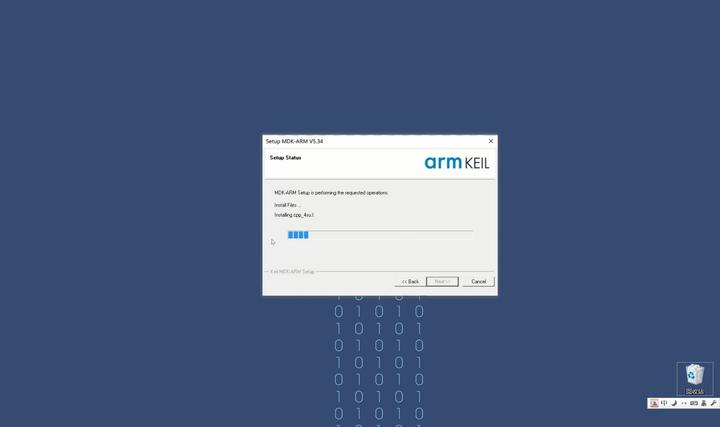 Setup MDK-ARM V5.34
Setup Status
arm KEIL
MDK-ARM Setup is performing the requested operations.
Install Files ...
Installing cpp_4su.l.
Keil MDK-ARM Setup
<< Back
Next >>
Cancel
1 0 1 0 1
0 1 0 1 0
1 0 1 0 1
0 1 0 1 0
1 0 1 0 1
0 1 0 1 0
1 0 1 0 1
0 1 0 1 0
回收站
中